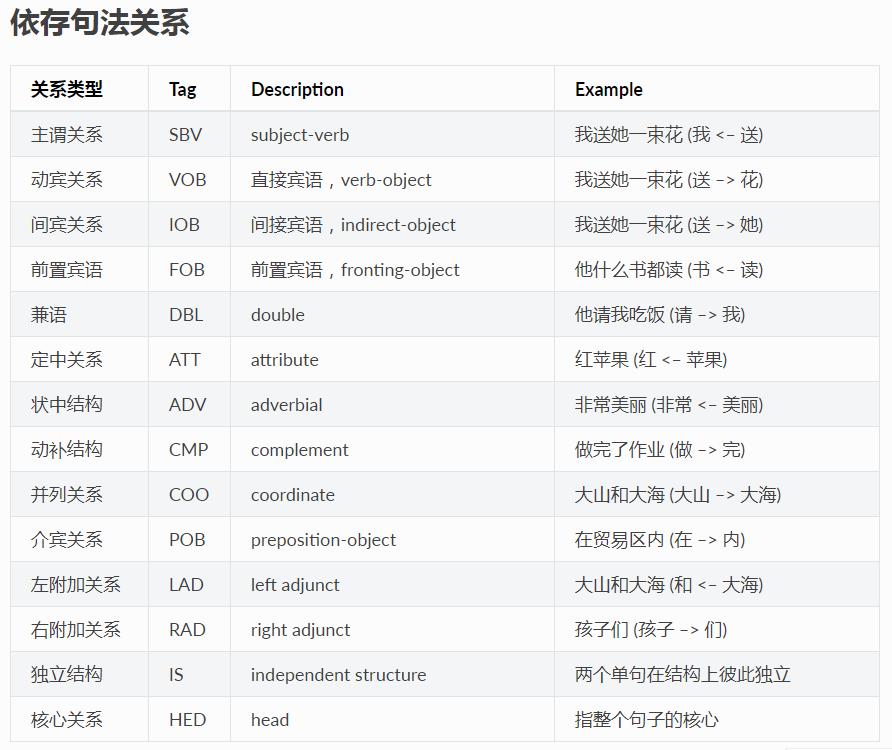 依存句法关系
关系类型 Tag Description Example
主谓关系 SBV subject-verb 我送她一束花 (我 <– 送)
动宾关系 VOB 直接宾语，verb-object 我送她一束花 (送 –> 花)
间宾关系 IOB 间接宾语，indirect-object 我送她一束花 (送 –> 她)
前置宾语 FOB 前置宾语，fronting-object 他什么书都读 (书 <– 读)
兼语 DBL double 他请我吃饭 (请 –> 我)
定中关系 ATT attribute 红苹果 (红 <– 苹果)
状中结构 ADV adverbial 非常美丽 (非常 <– 美丽)
动补结构 CMP complement 做完了作业 (做 –> 完)
并列关系 COO coordinate 大山和大海 (大山 –> 大海)
介宾关系 POB preposition-object 在贸易区内 (在 –> 内)
左附加关系 LAD left adjunct 大山和大海 (和 <– 大海)
右附加关系 RAD right adjunct 孩子们 (孩子 –> 们)
独立结构 IS independent structure 两个单句在结构上彼此独立
核心关系 HED head 指整个句子的核心